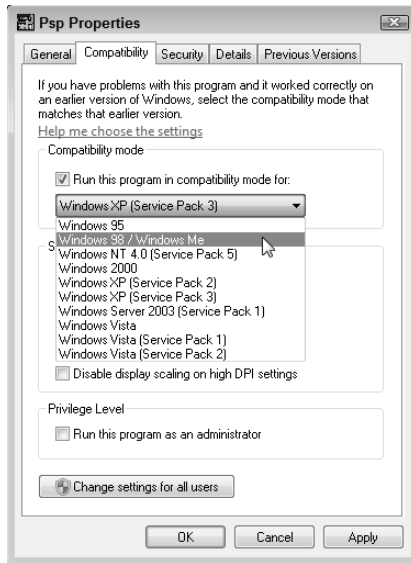 Psp Properties
General Compatibility Security Details Previous Versions
If you have problems with this program and it worked correctly on
an earlier version of Windows, select the compatibility mode that
matches that earlier version.
Help me choose the settings
Compatibility mode
Run this program in compatibility mode for:
Windows XP (Service Pack 3)
Windows 95
S
Windows 98 / Windows Me
Windows NT 4.0 (Service Pack 5)
Windows 2000
Windows XP (Service Pack 2)
Windows XP (Service Pack 3)
Windows Server 2003 (Service Pack 1)
Windows Vista
Windows Vista (Service Pack 1)
Windows Vista (Service Pack 2)
Disable display scaling on high DPI settings
Privilege Level
Run this program as an administrator
Change settings for all users
OK Cancel Apply